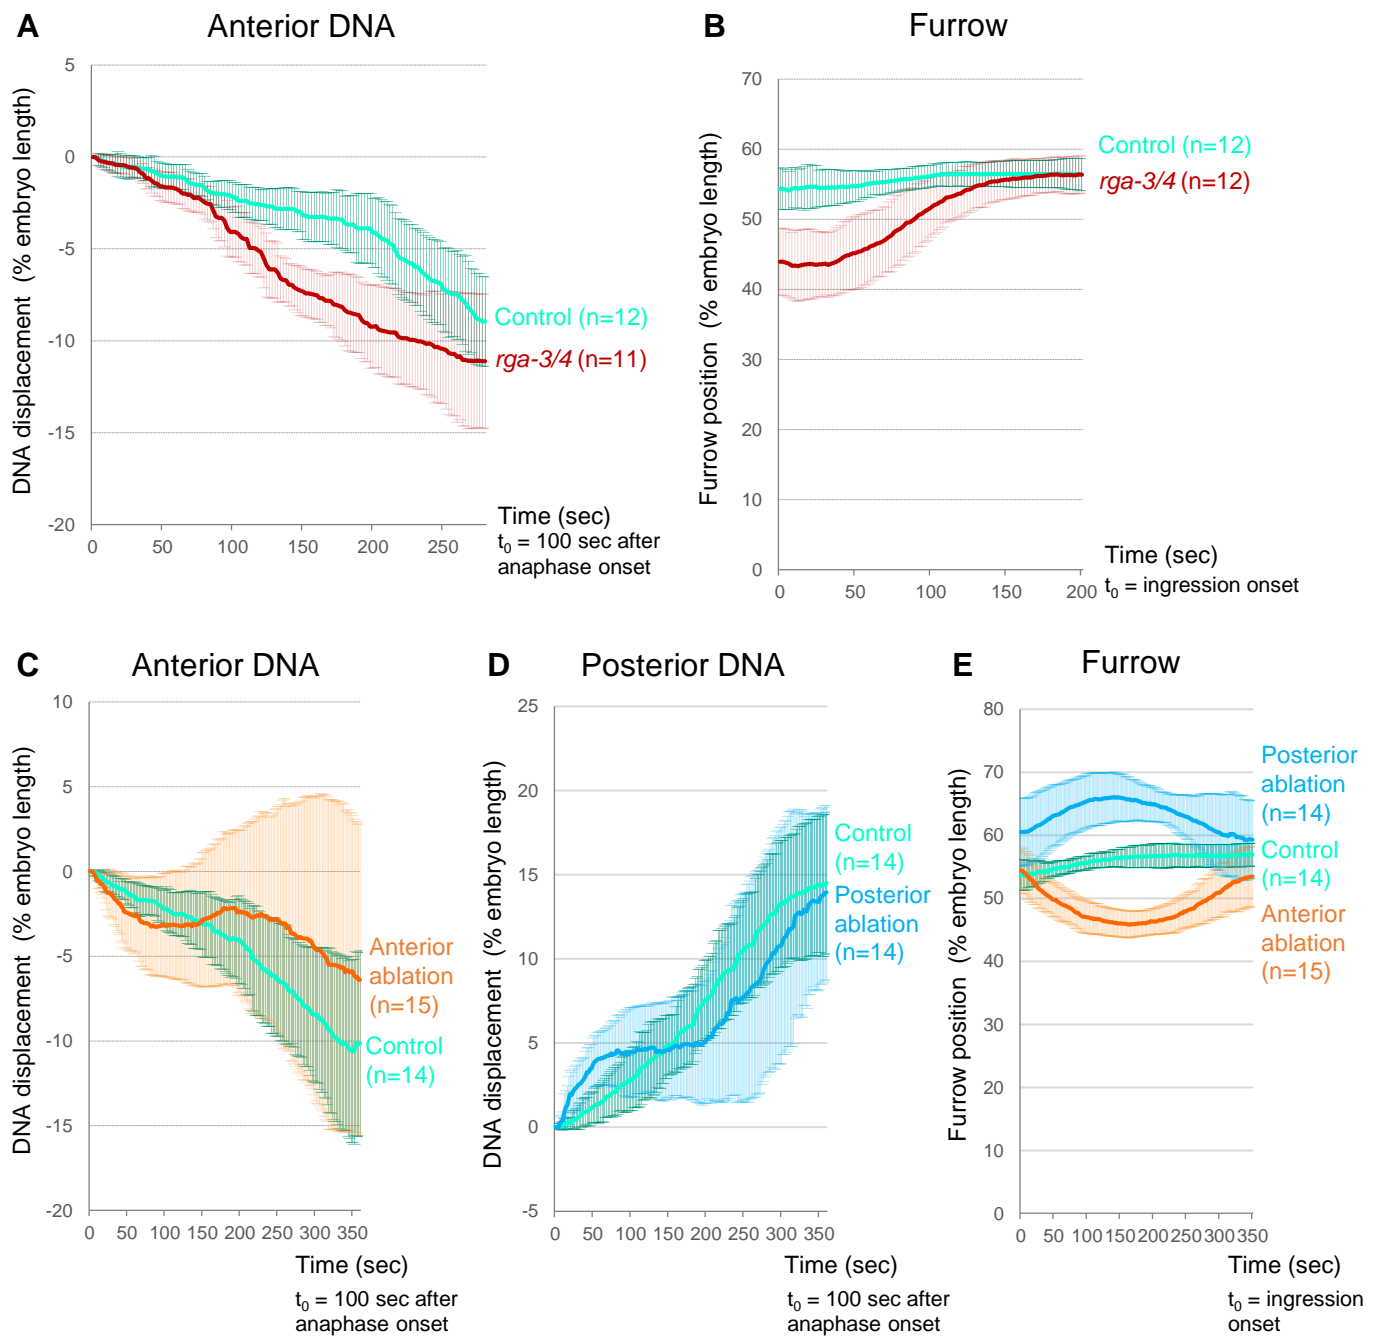 A
Anterior DNA
DNA displacement (% embryo length)
5
0
-5
-10
-15
-20
0 50 100 150 200 250
Control (n=12)
rga-3/4 (n=11)
Time (sec)
t0 = 100 sec after
anaphase onset
B
Furrow
Furrow position (% embryo length)
70
60
50
40
30
20
10
0
0 50 100 150 200
Control (n=12)
rga-3/4 (n=12)
Time (sec)
t0 = ingression onset
C
Anterior DNA
DNA displacement (% embryo length)
10
5
0
-5
-10
-15
-20
0 50 100 150 200 250 300 350
Anterior
ablation
(n=15)
Control
(n=14)
Time (sec)
t0 = 100 sec after
anaphase onset
D
Posterior DNA
DNA displacement (% embryo length)
25
20
15
10
5
0
-5
0 50 100 150 200 250 300 350
Control
(n=14)
Posterior
ablation
(n=14)
Time (sec)
t0 = 100 sec after
anaphase onset
E
Furrow
Furrow position (% embryo length)
80
70
60
50
40
30
20
10
0
0 50 100 150 200 250 300 350
Posterior
ablation
(n=14)
Control
(n=14)
Anterior
ablation
(n=15)
Time (sec)
t0 = ingression
onset